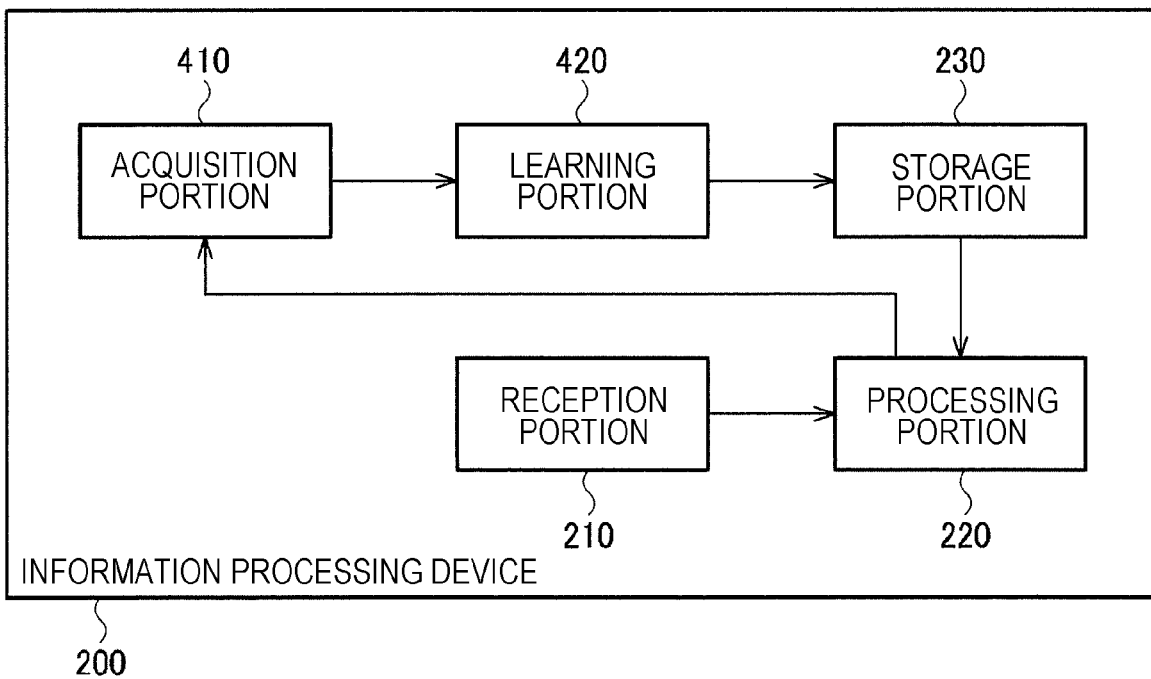 410
420
230
ACQUISITION
PORTION
LEARNING
PORTION
STORAGE
PORTION
RECEPTION
PORTION
PROCESSING
PORTION
210
220
INFORMATION PROCESSING DEVICE
200